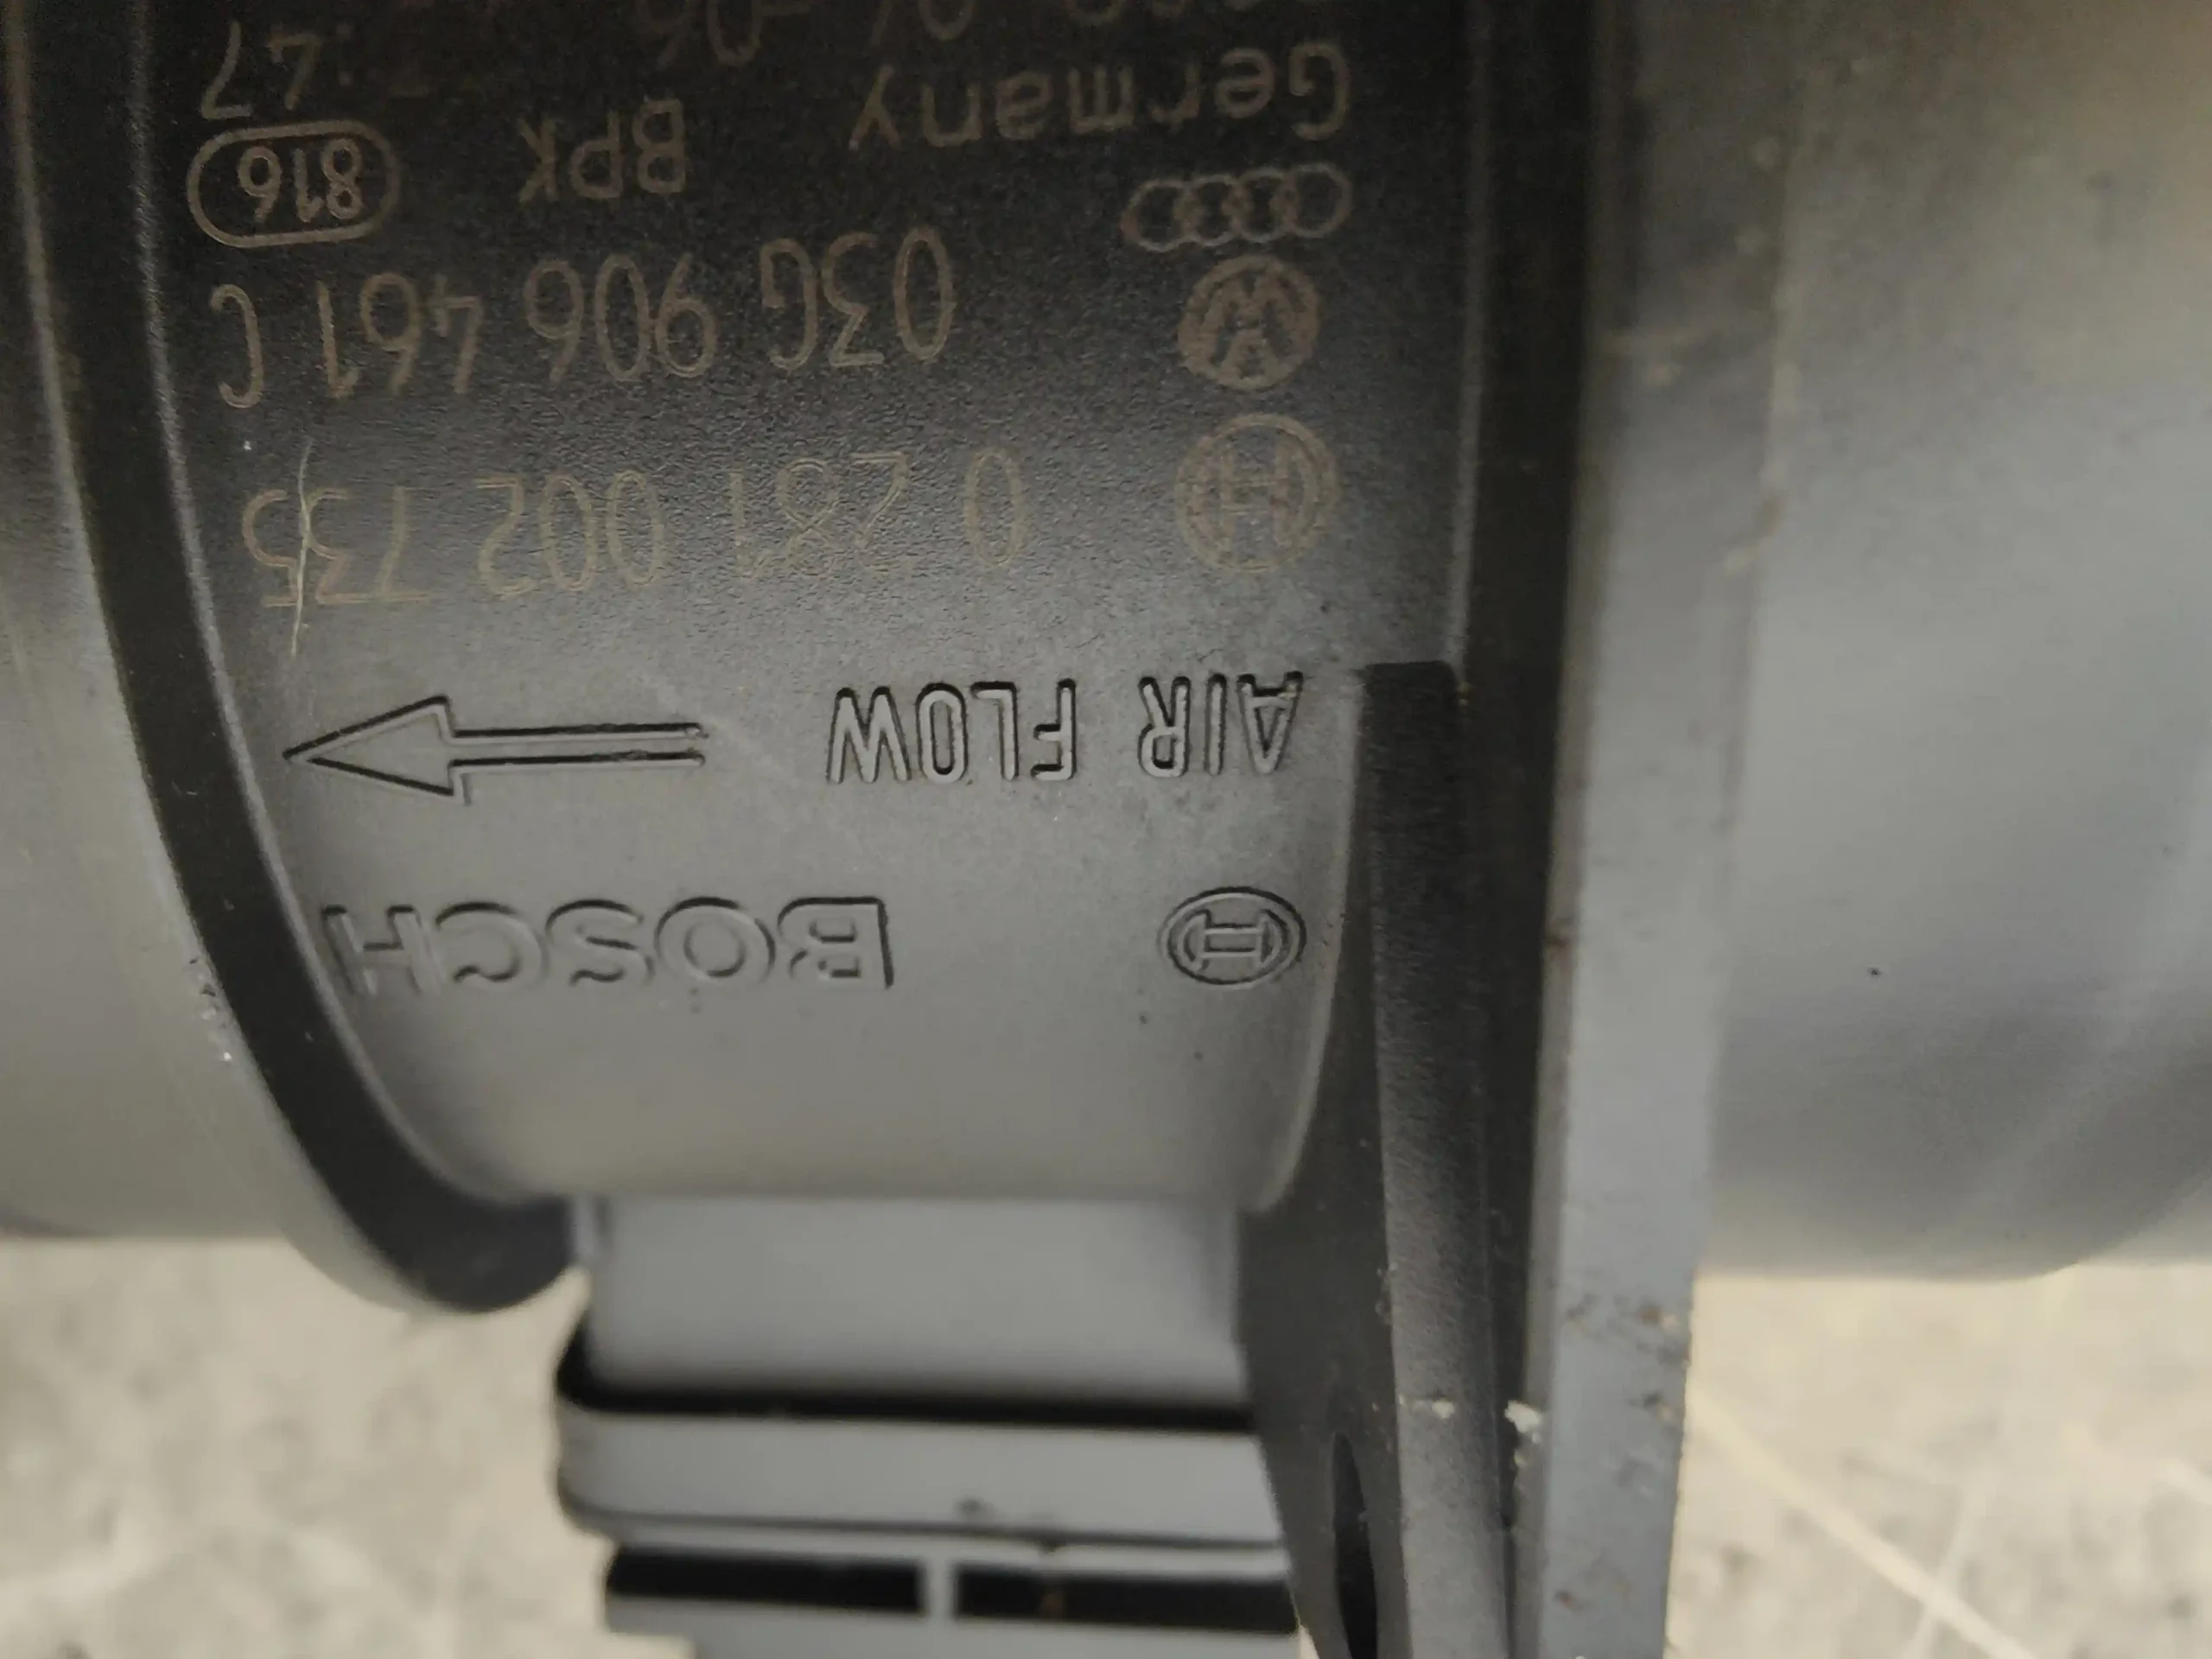 BOSCH
AIR FLOW
0 281 002 735
03G 906 461 C
BPK 816
Germany